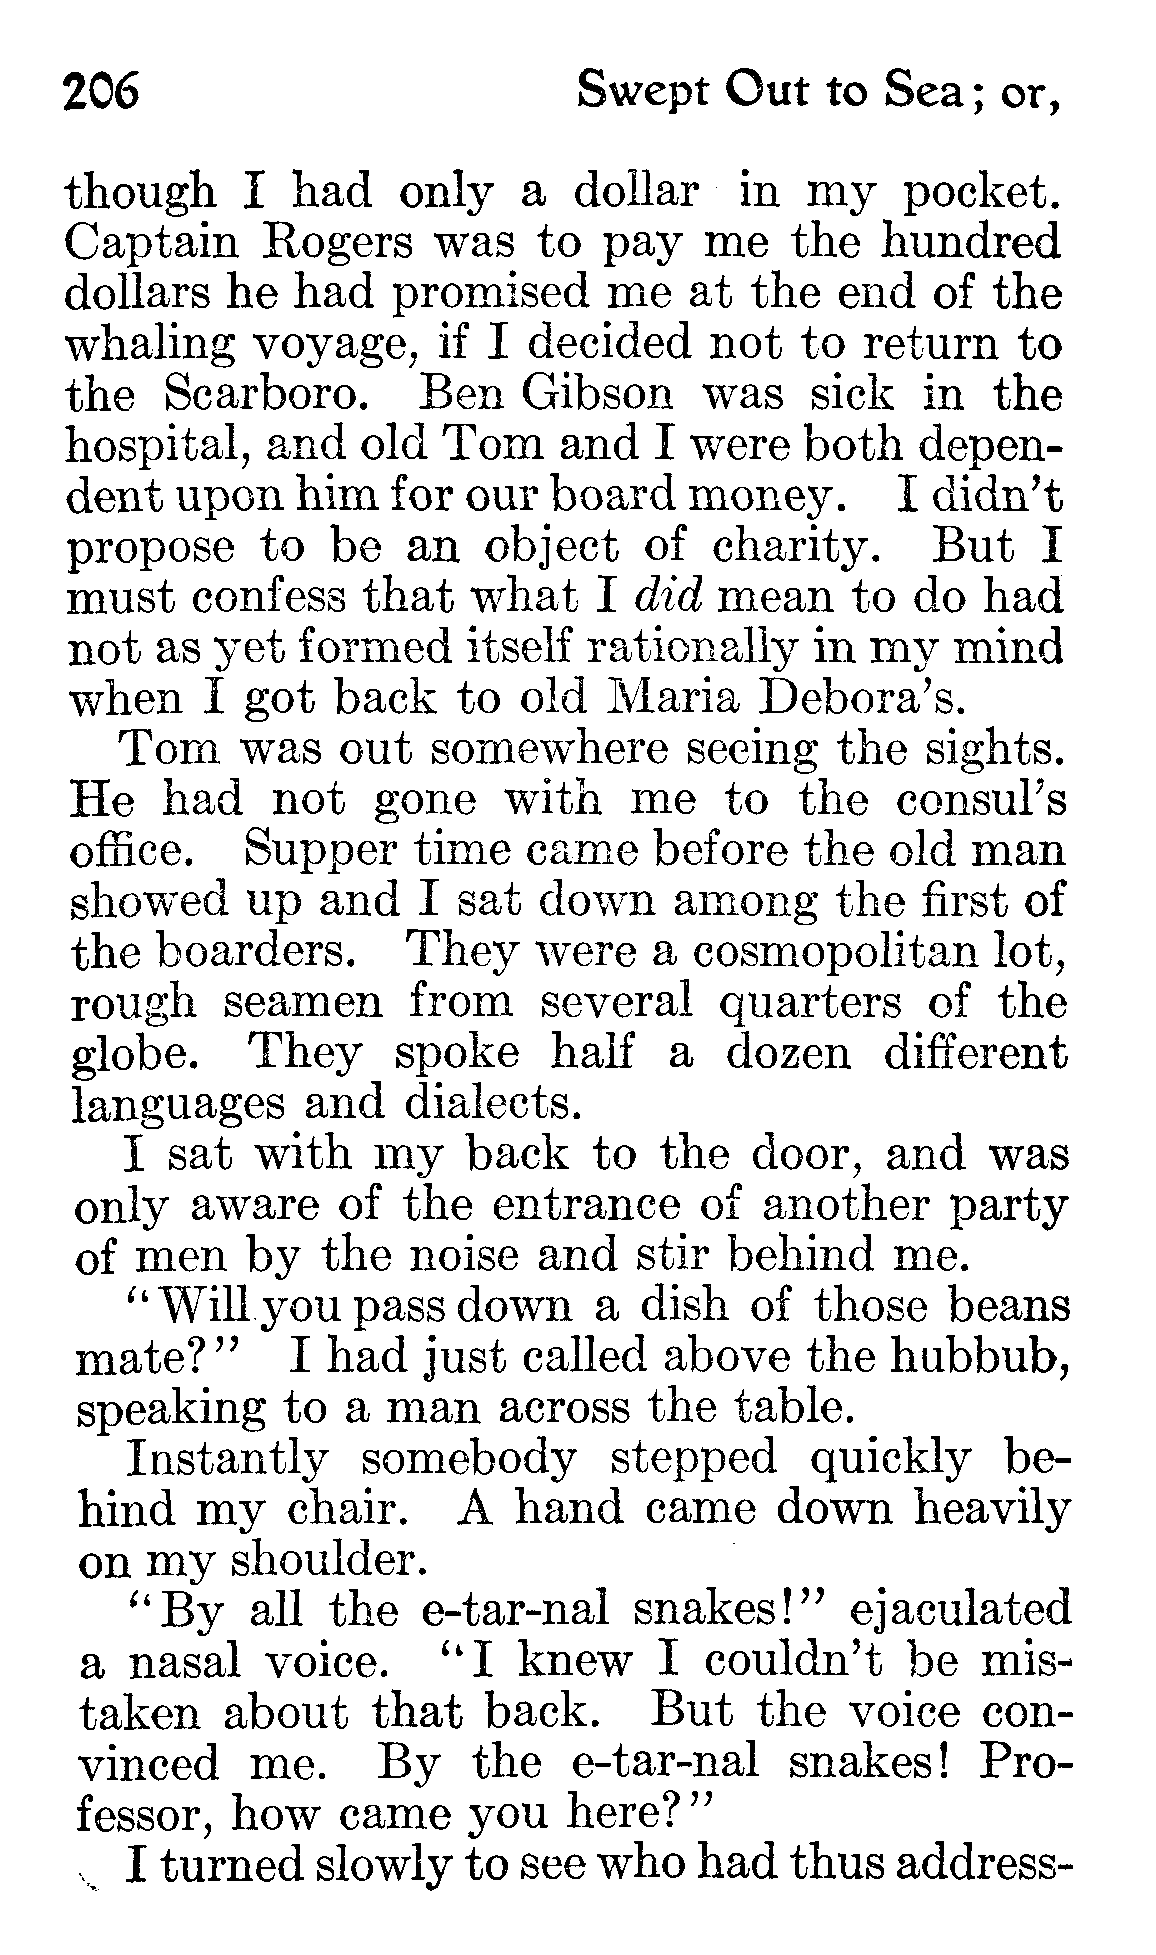 206 Swept Out to Sea; or,
though I had only a dollar in my pocket.
Captain Rogers was to pay me the hundred
dollars he had promised me at the end of the
whaling voyage, if I decided not to return to
the Scarboro. Ben Gibson was sick in the
hospital, and old Tom and I were both depen-
dent upon him for our board money. I didn't
propose to be an object of charity. But I
must confess that what I did mean to do had
not as yet formed itself rationally in my mind
when I got back to old Maria Debora's.
Tom was out somewhere seeing the sights.
He had not gone with me to the consul's
office. Supper time came before the old man
showed up and I sat down among the first of
the boarders. They were a cosmopolitan lot,
rough seamen from several quarters of the
globe. They spoke half a dozen different
languages and dialects.
I sat with my back to the door, and was
only aware of the entrance of another party
of men by the noise and stir behind me.
"Will you pass down a dish of those beans
mate?" I had just called above the hubbub,
speaking to a man across the table.
Instantly somebody stepped quickly be-
hind my chair. A hand came down heavily
on my shoulder.
"By all the e-tar-nal snakes!" ejaculated
a nasal voice. "I knew I couldn't be mis-
taken about that back. But the voice con-
vinced me. By the e-tar-nal snakes! Pro-
fessor, how came you here?"
I turned slowly to see who had thus address-